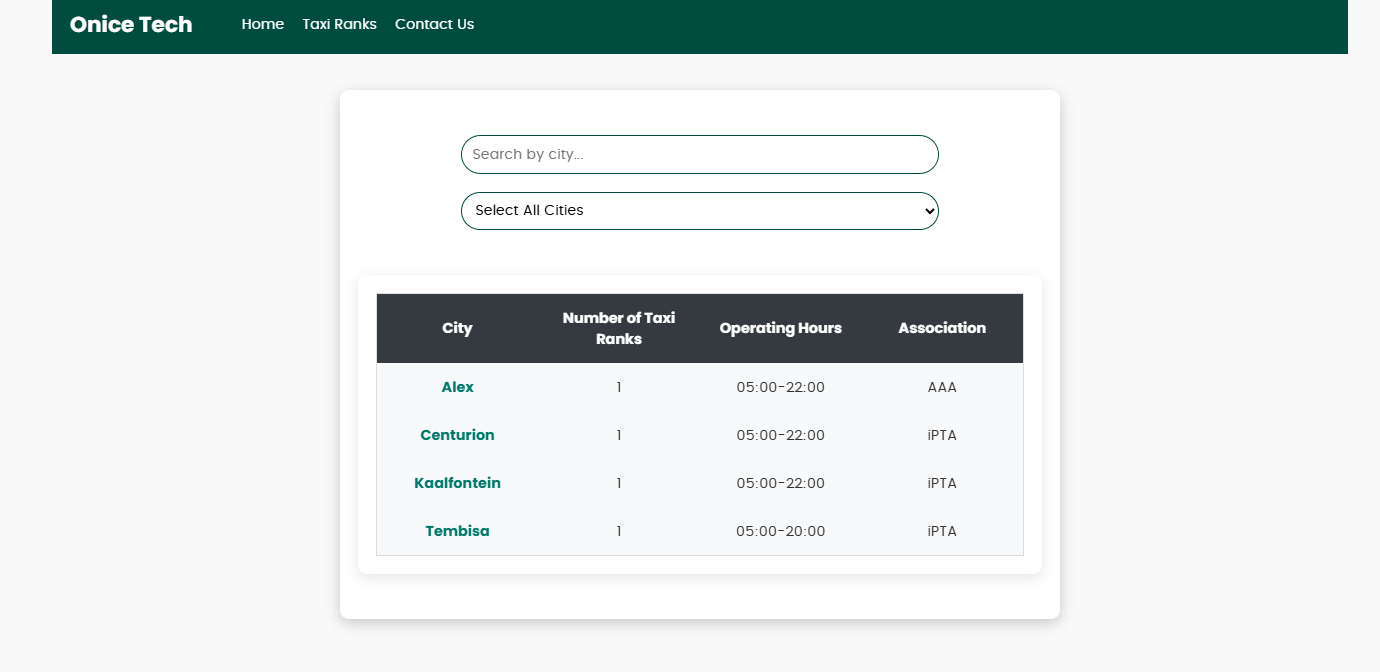 Onice Tech Home Taxi Ranks Contact Us
Search by city...
Select All Cities
City Number of Taxi Ranks Operating Hours Association
Alex 1 05:00-22:00 AAA
Centurion 1 05:00-22:00 iPTA
Kaalfontein 1 05:00-22:00 iPTA
Tembisa 1 05:00-20:00 iPTA